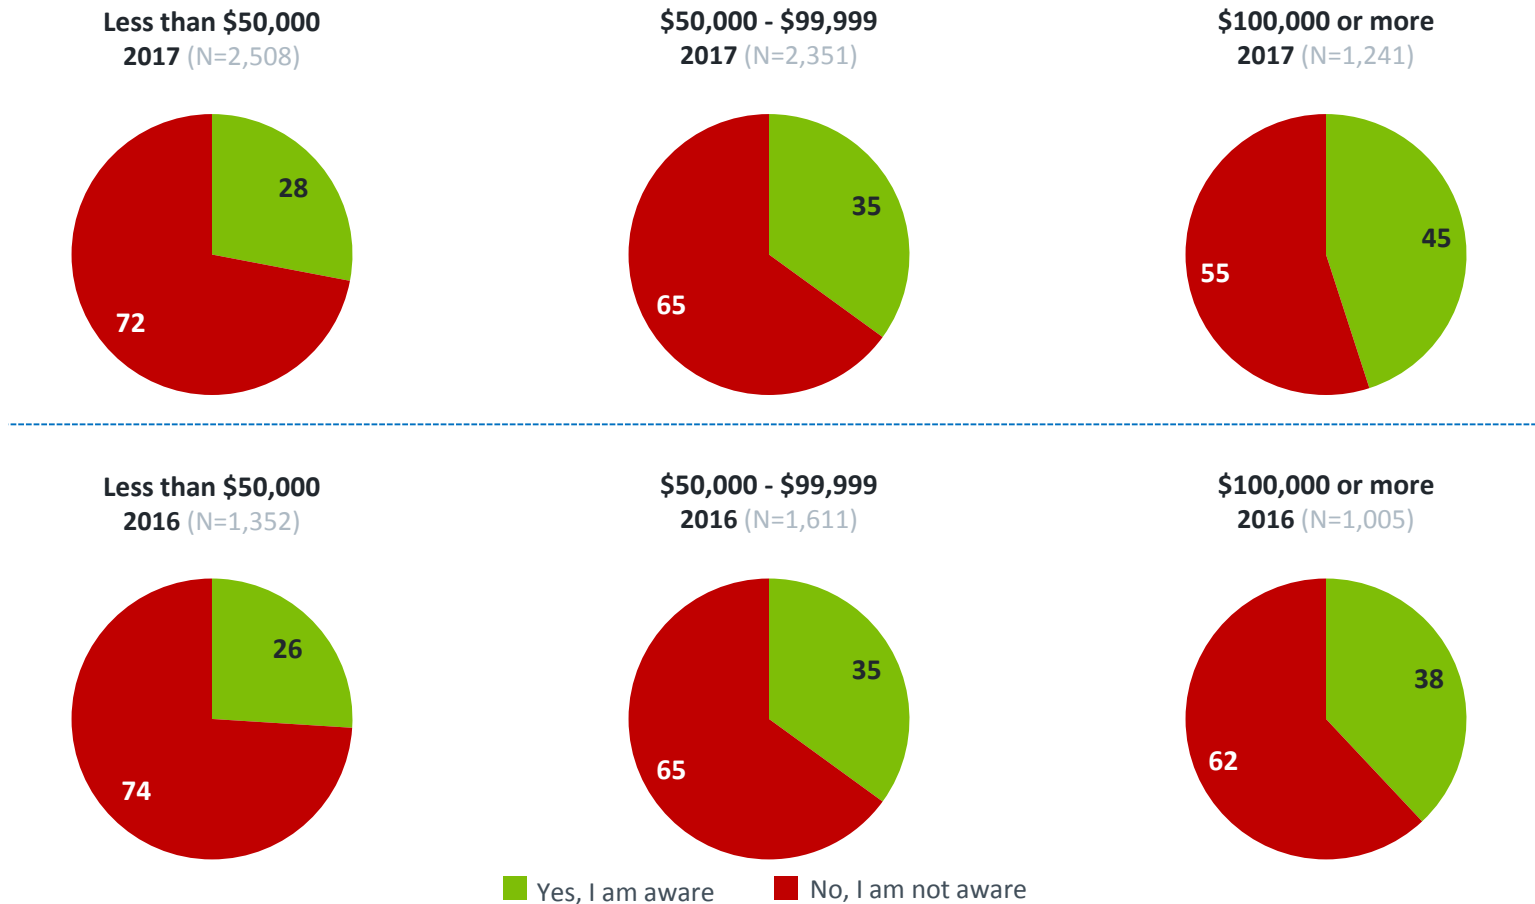 Less than $50,000
2017 (N=2,508)
$50,000 - $99,999
2017 (N=2,351)
$100,000 or more
2017 (N=1,241)
28
72
35
65
45
55
Less than $50,000
2016 (N=1,352)
$50,000 - $99,999
2016 (N=1,611)
$100,000 or more
2016 (N=1,005)
26
74
35
65
38
62
Yes, I am aware
No, I am not aware